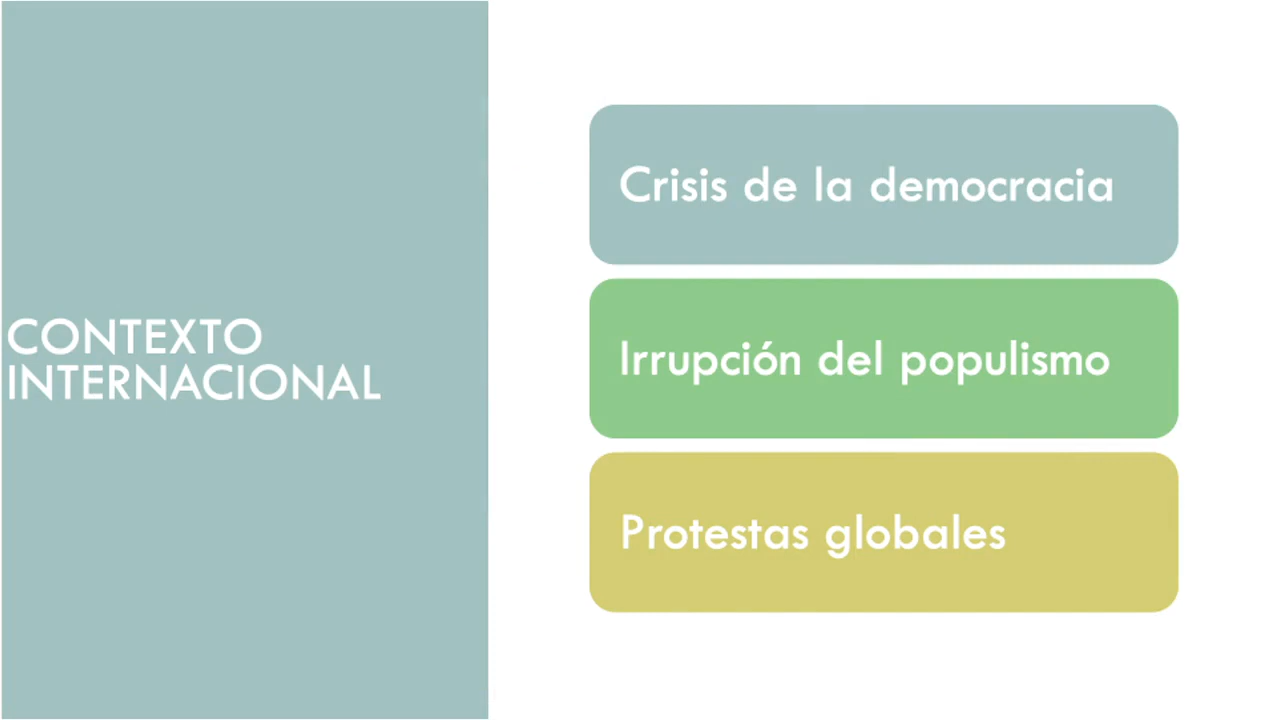 CONTEXTO
INTERNACIONAL
Crisis de la democracia
Irrupción del populismo
Protestas globales